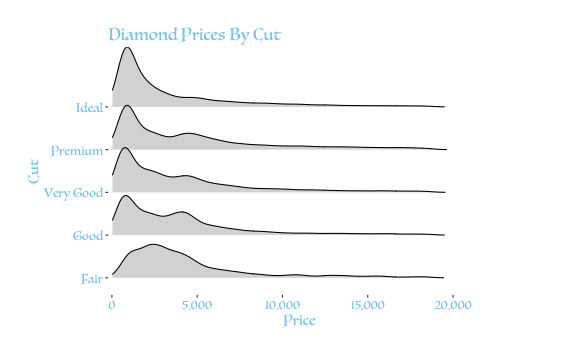 Diamond Prices By Cut
Cut
Ideal
Premium
Very Good
Good
Fair
0 5,000 10,000 15,000 20,000
Price